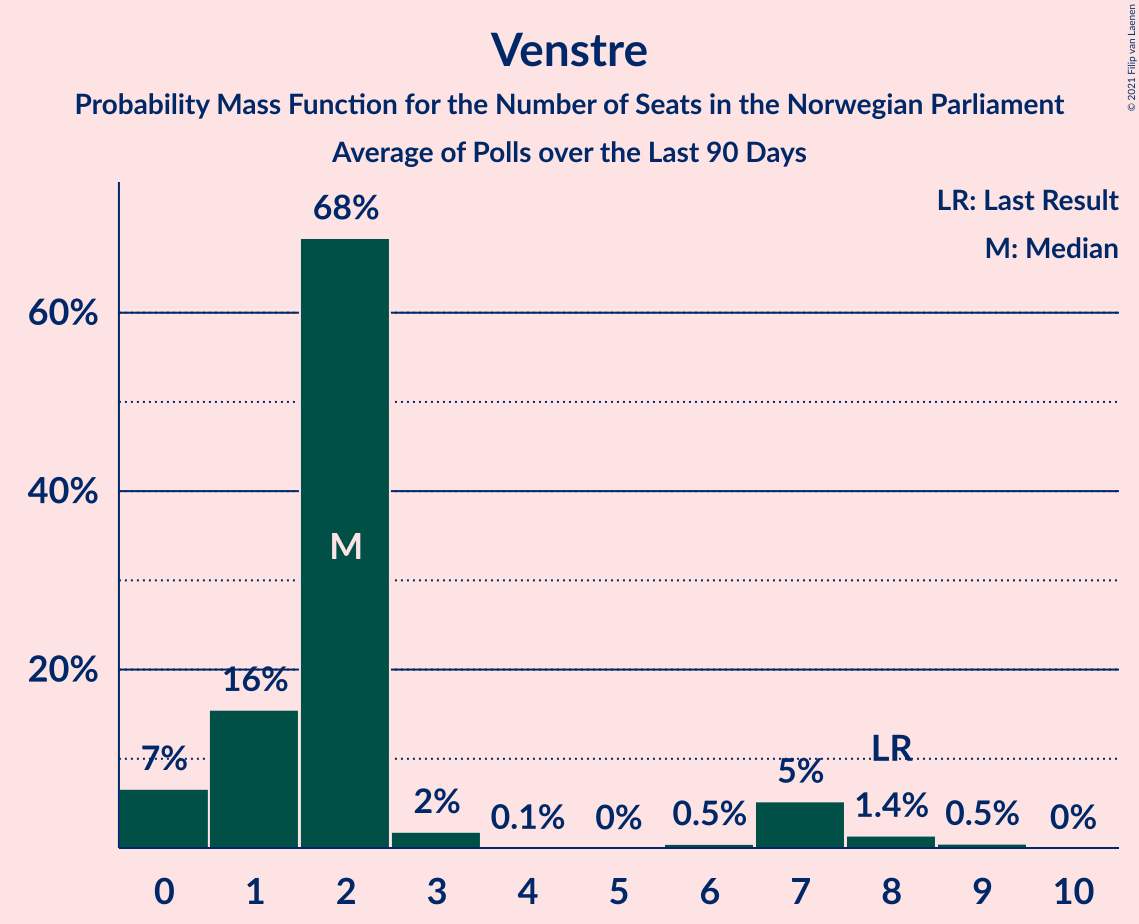 Venstre
Probability Mass Function for the Number of Seats in the Norwegian Parliament
Average of Polls over the Last 90 Days
© 2021 Filip van Laenen
LR: Last Result
M: Median
60%
40%
20%
7%
16%
68%
M
2%
0.1%
0%
0.5%
5%
LR
1.4%
0.5%
0%
0 1 2 3 4 5 6 7 8 9 10